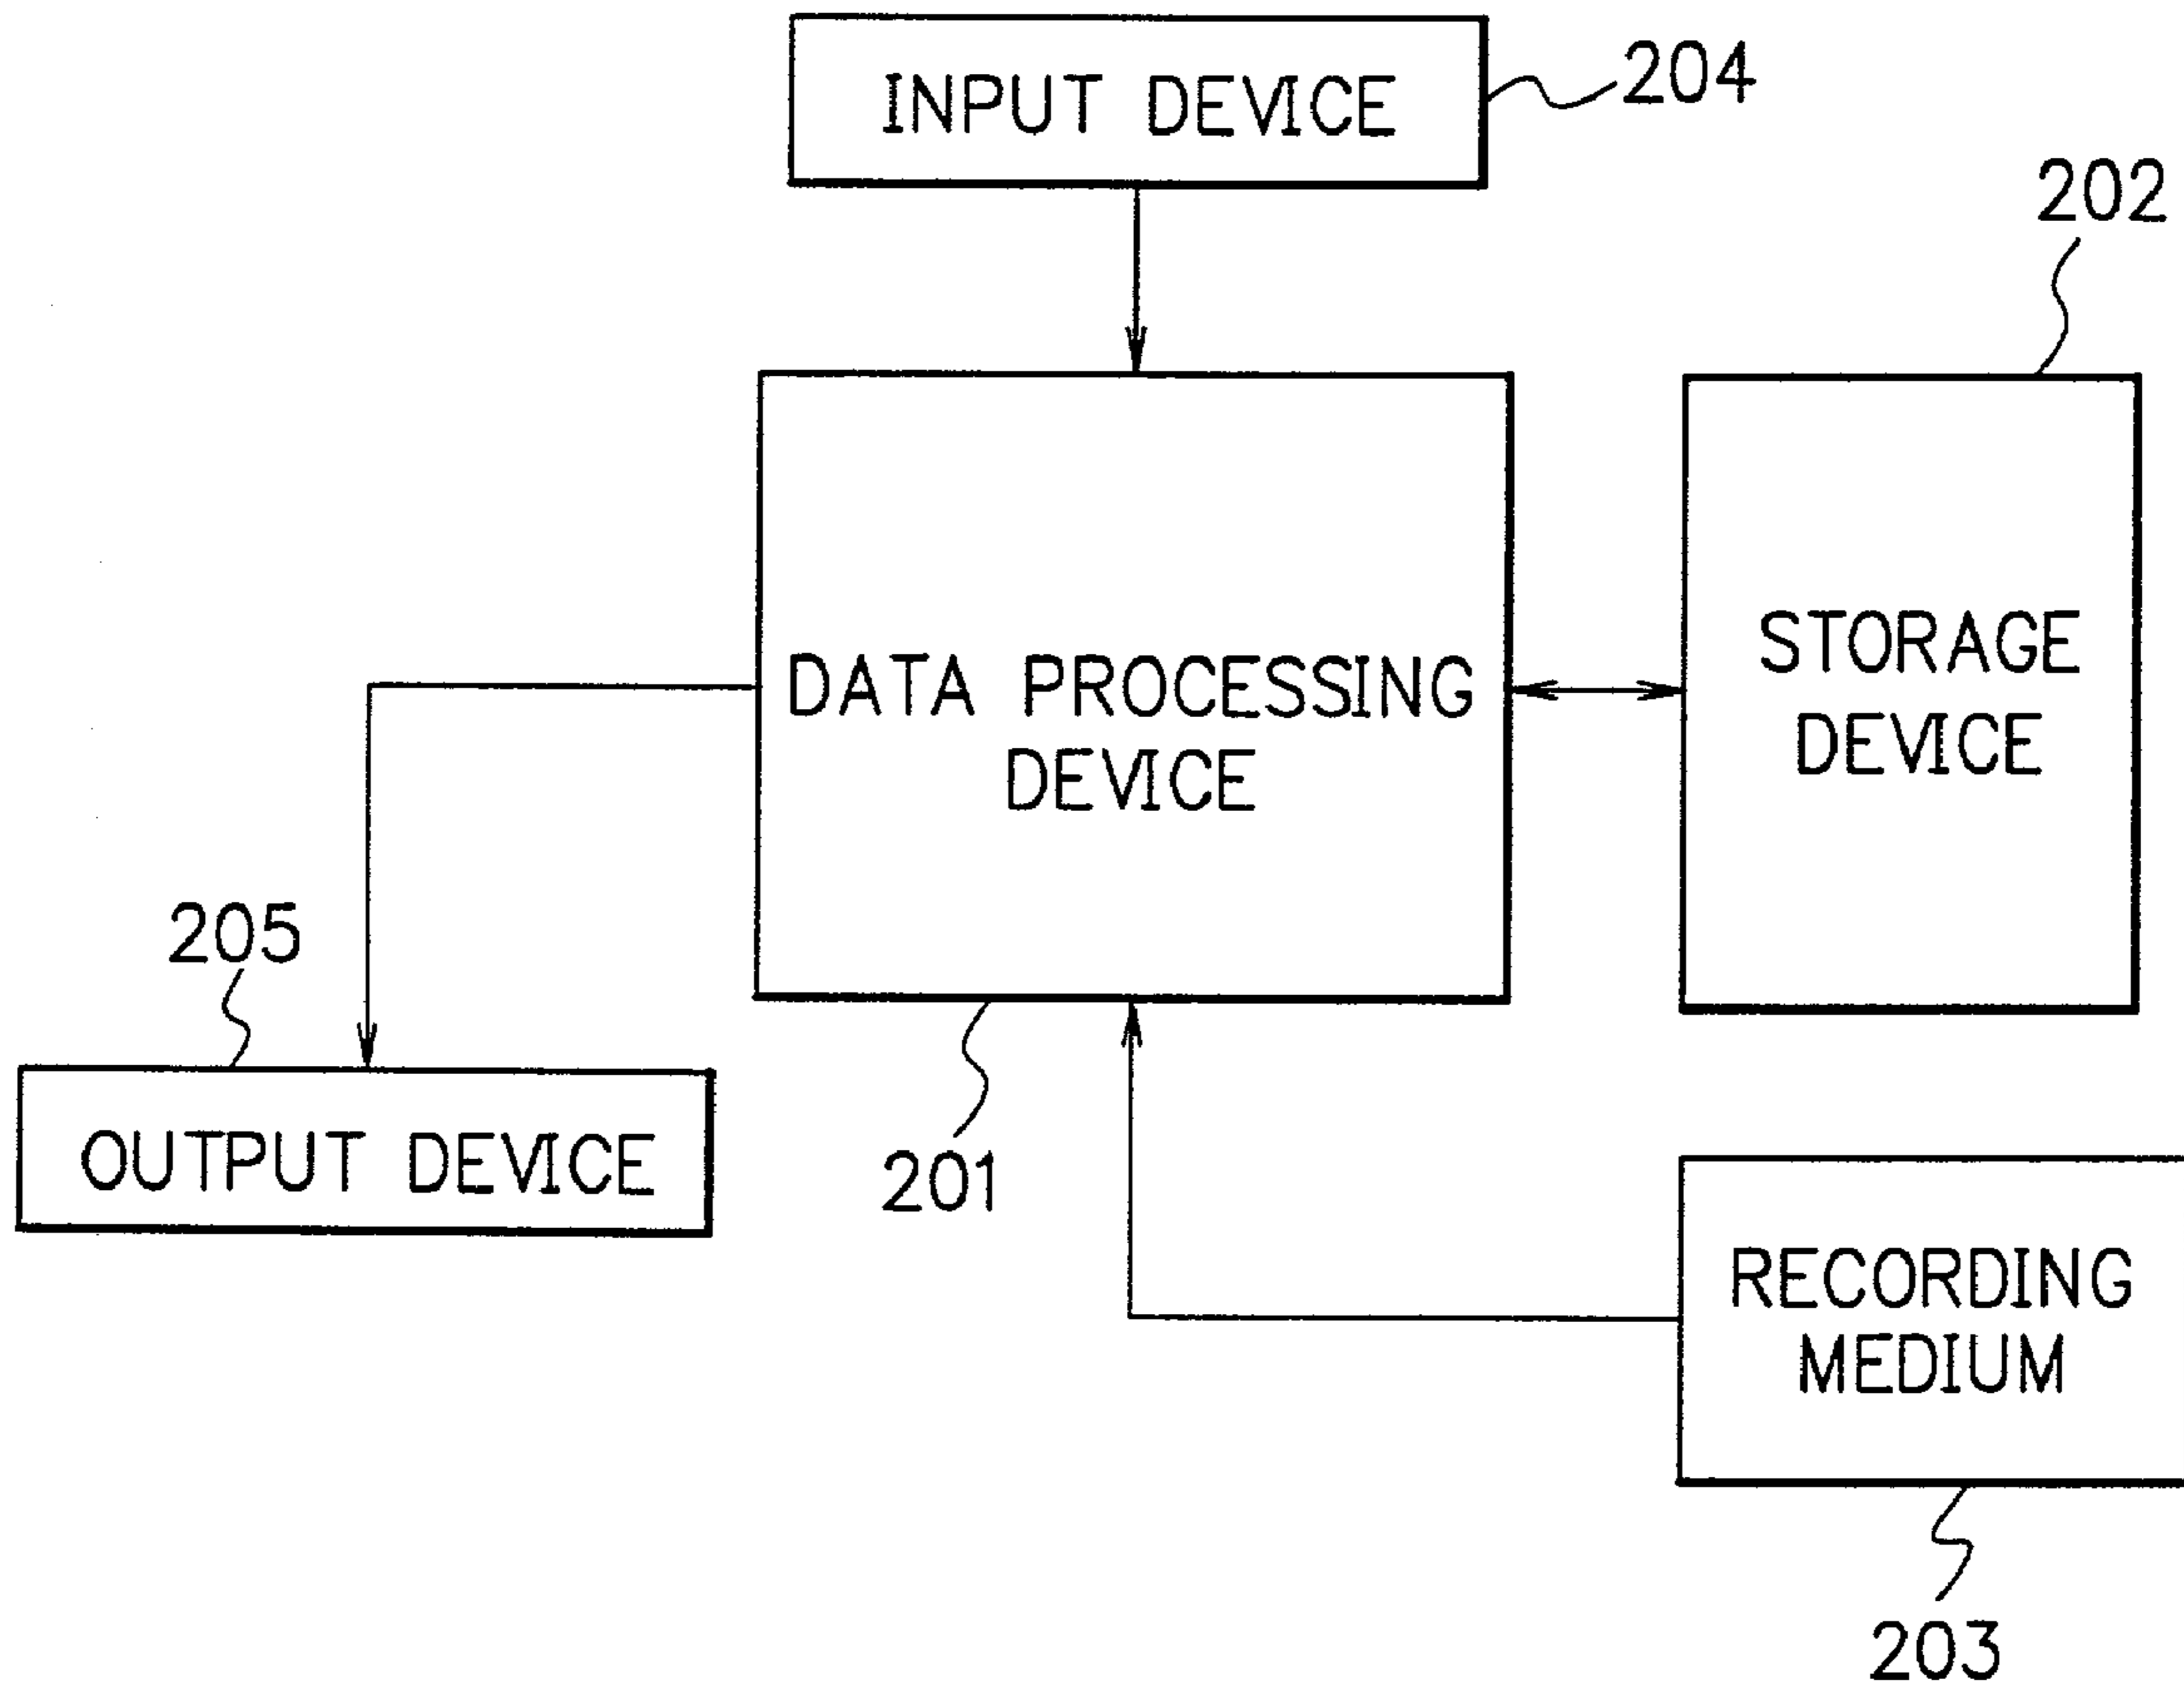 INPUT DEVICE
204
202
DATA PROCESSING
DEVICE
STORAGE
DEVICE
205
OUTPUT DEVICE
201
RECORDING
MEDIUM
203